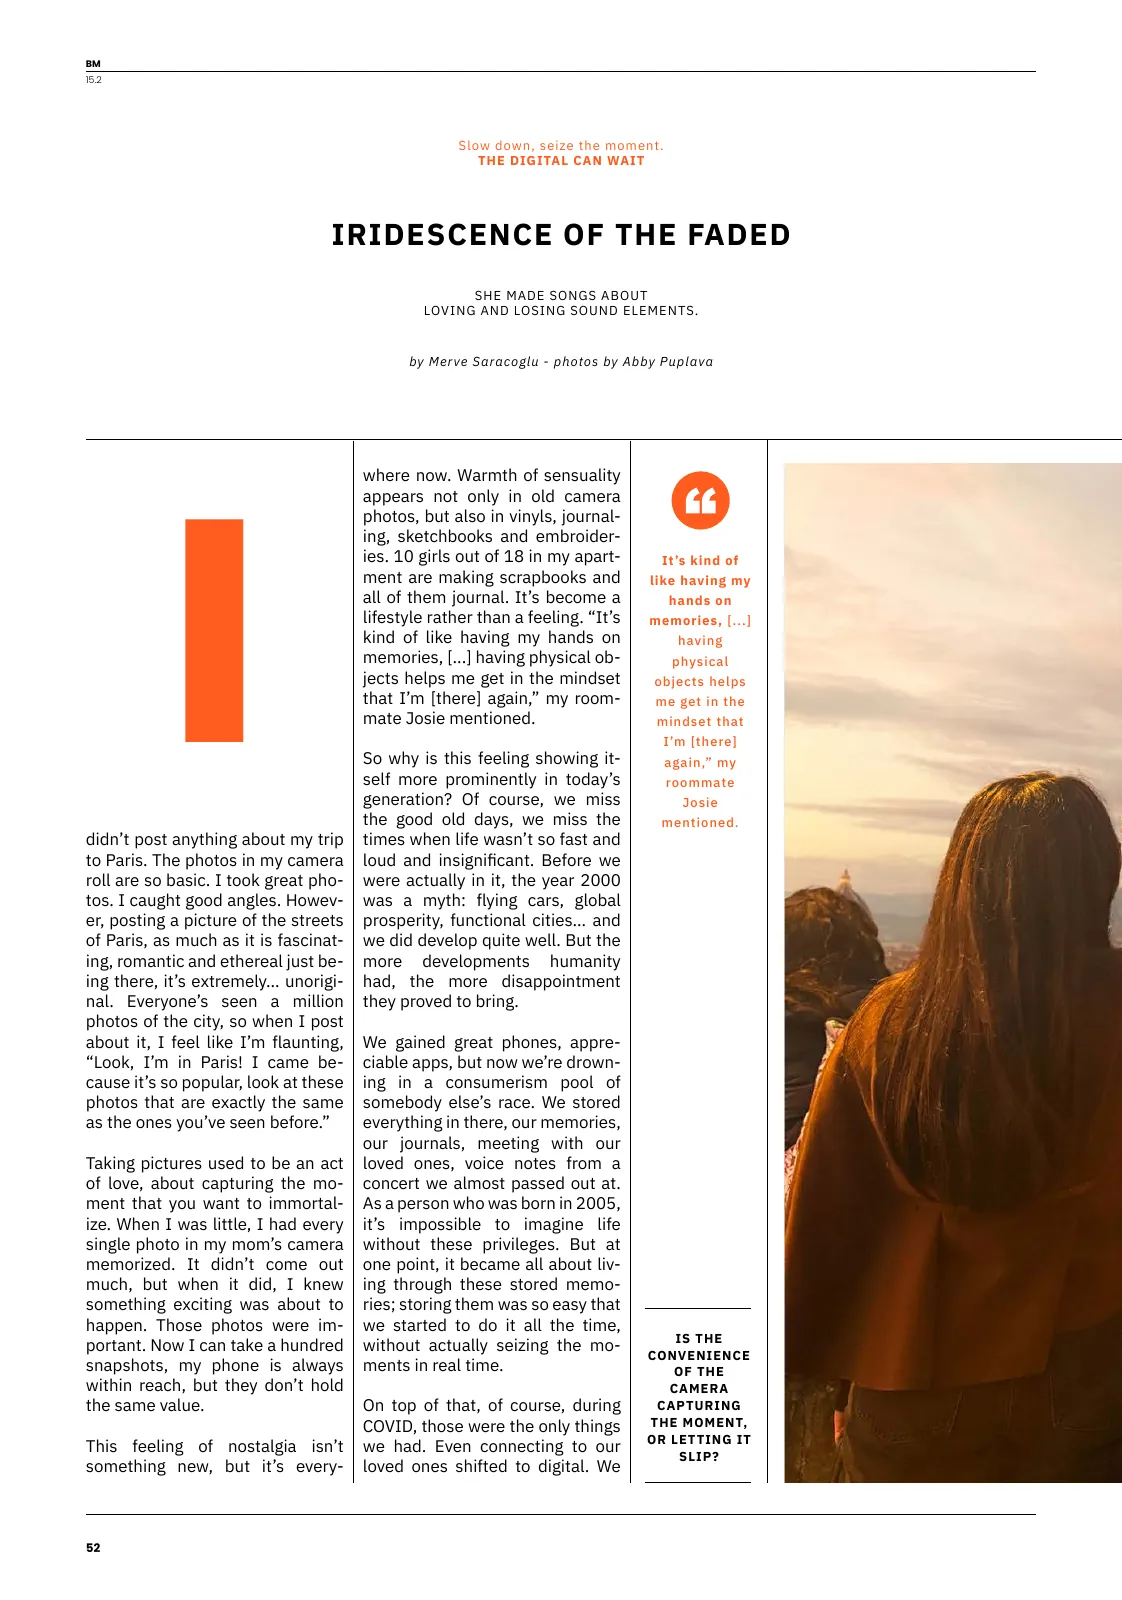 BM
15.2
Slow down, seize the moment.
THE DIGITAL CAN WAIT
IRIDESCENCE OF THE FADED
SHE MADE SONGS ABOUT
LOVING AND LOSING SOUND ELEMENTS.
by Merve Saracoglu - photos by Abby Puplava
I
didn’t post anything about my trip
to Paris. The photos in my camera
roll are so basic. I took great pho-
tos. I caught good angles. Howev-
er, posting a picture of the streets
of Paris, as much as it is fascinat-
ing, romantic and ethereal just be-
ing there, it’s extremely... unorigi-
nal. Everyone’s seen a million
photos of the city, so when I post
about it, I feel like I’m flaunting,
“Look, I’m in Paris! I came be-
cause it’s so popular, look at these
photos that are exactly the same
as the ones you’ve seen before.”
Taking pictures used to be an act
of love, about capturing the mo-
ment that you want to immortal-
ize. When I was little, I had every
single photo in my mom’s camera
memorized. It didn’t come out
much, but when it did, I knew
something exciting was about to
happen. Those photos were im-
portant. Now I can take a hundred
snapshots, my phone is always
within reach, but they don’t hold
the same value.
This feeling of nostalgia isn’t
something new, but it’s every-
where now. Warmth of sensuality
appears not only in old camera
photos, but also in vinyls, journal-
ing, sketchbooks and embroider-
ies. 10 girls out of 18 in my apart-
ment are making scrapbooks and
all of them journal. It’s become a
lifestyle rather than a feeling. “It’s
kind of like having my hands on
memories, [...] having physical ob-
jects helps me get in the mindset
that I’m [there] again,” my room-
mate Josie mentioned.
So why is this feeling showing it-
self more prominently in today’s
generation? Of course, we miss
the good old days, we miss the
times when life wasn’t so fast and
loud and insignificant. Before we
were actually in it, the year 2000
was a myth: flying cars, global
prosperity, functional cities... and
we did develop quite well. But the
more developments humanity
had, the more disappointment
they proved to bring.
We gained great phones, appre-
ciable apps, but now we’re drown-
ing in a consumerism pool of
somebody else’s race. We stored
everything in there, our memories,
our journals, meeting with our
loved ones, voice notes from a
concert we almost passed out at.
As a person who was born in 2005,
it’s impossible to imagine life
without these privileges. But at
one point, it became all about liv-
ing through these stored memo-
ries; storing them was so easy that
we started to do it all the time,
without actually seizing the mo-
ments in real time.
On top of that, of course, during
COVID, those were the only things
we had. Even connecting to our
loved ones shifted to digital. We
“
It’s kind of
like having my
hands on
memories, [...]
having
physical
objects helps
me get in the
mindset that
I’m [there]
again,” my
roommate
Josie
mentioned.
IS THE
CONVENIENCE
OF THE
CAMERA
CAPTURING
THE MOMENT,
OR LETTING IT
SLIP?
52